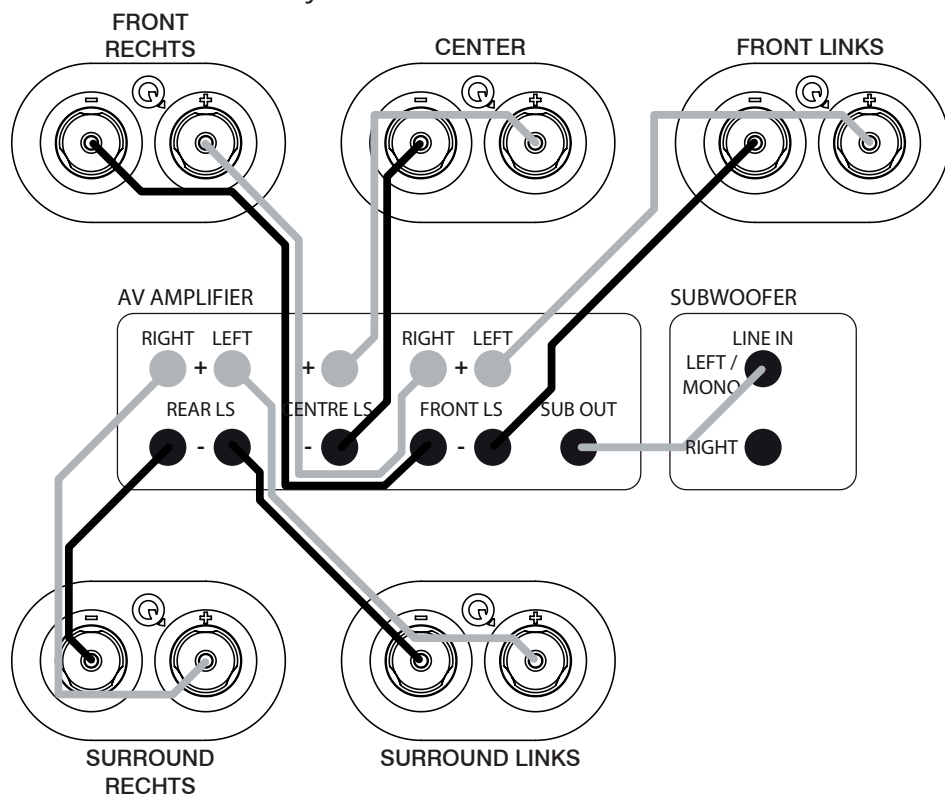 FRONT
RECHTS
CENTER
FRONT LINKS
- +
- +
- +
AV AMPLIFIER
SUBWOOFER
RIGHT LEFT
RIGHT LEFT
LINE IN
+
+
+
LEFT /
MONO
REAR LS
CENTRE LS
FRONT LS
SUB OUT
-
-
-
RIGHT
- +
- +
SURROUND
RECHTS
SURROUND LINKS